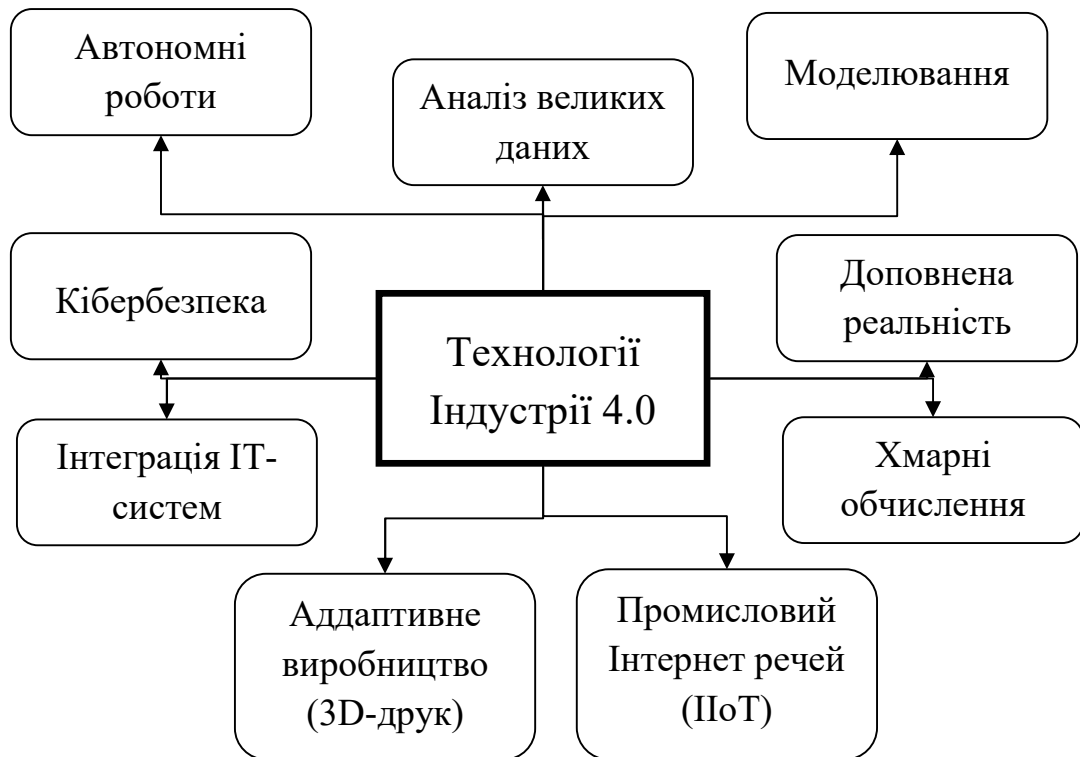 Автономні
роботи
Аналіз великих
даних
Моделювання
Кібербезпека
Технології
Індустрії 4.0
Доповнена
реальність
Інтеграція ІТ-
систем
Хмарні
обчислення
Аддаптивне
виробництво
(3D-друк)
Промисловий
Інтернет речей
(ІІоТ)